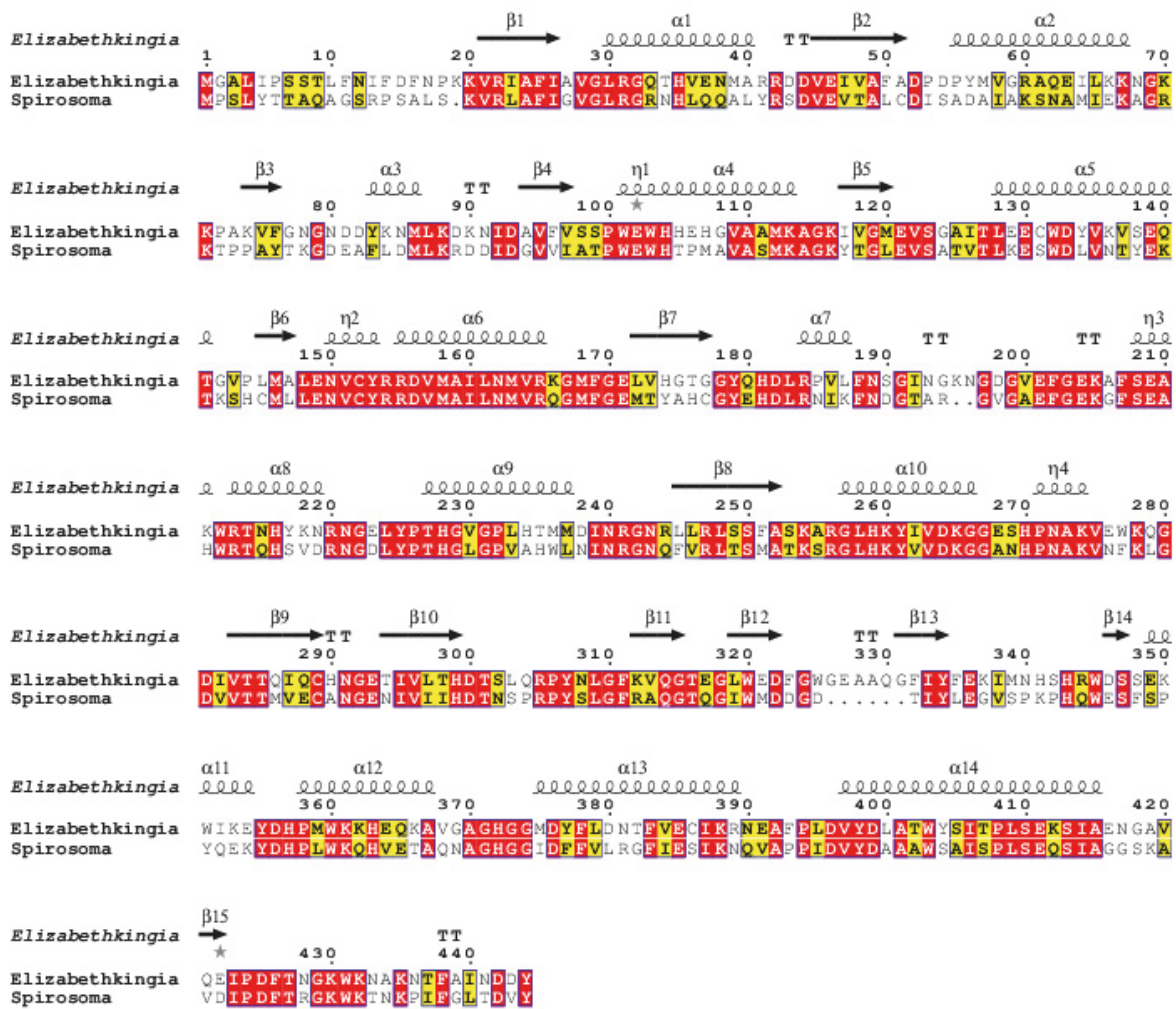 β1 α1 β2 α2
Elizabethkingia TT
1 10 20 30 40 50 60 70
Elizabethkingia MGALIPSSTLFNIFDFNPKKVRIAFIAVGLRGQTHVENMARRDDVEIVAFADPDPYMVGRAQEILKKNGK
Spirosoma MPSLYTTAQAGSRPSALS.KVRLAFIGVGLRGRNHLQQALYRSDVEVTALCDISADAIAKSNAMIEKAGK
β3 α3 β4 η1 α4 β5 α5
Elizabethkingia TT
80 90 100 110 120 130 140
Elizabethkingia KPAKVFGNGNDDYKNMLKDKNIDAVFVSSPWEWHHEHGVAAMKAGKIVGMEVSGAITLEECWDYVKVSEQ
Spirosoma KTPPAYTKGDEAFLDMLKRDDIDGVVIATPWEWHTPMAVASMKAGKYTGLEVSATVTLKESWDLVNTYEK
β6 η2 α6 β7 α7 η3
Elizabethkingia TT TT
150 160 170 180 190 200 210
Elizabethkingia TGVPLMALENVCYRRDVMAILNMVRKGMFGELVHGTGGYQHDLRPVLFNSGINGKNGDGVEFGEKAFSEA
Spirosoma TKSHCMLLENVCYRRDVMAILNMVRQGMFGEMTYAHCGYEHDLRNIKFNDGTAR..GVGAEFGEKGFSEA
α8 α9 β8 α10 η4
Elizabethkingia
220 230 240 250 260 270 280
Elizabethkingia KWRTNHYKNRNGELYPTHGVGPLHTMMDINRGNRLLRLSSFASKARGLHKYIVDKGGESHPNAKVEWKQG
Spirosoma HWRTQHSVDRNGDLYPTHGLGPVAHWLNINRGNQFVRLTSMATKSRGLHKYVVDKGGANHPNAKVNFKLG
β9 β10 β11 β12 β13 β14
Elizabethkingia TT TT
290 300 310 320 330 340 350
Elizabethkingia DIVTTQIQCHNGETIVLTHDTSLQRPYNLGFKVQGTEGLWEDFGWGEAAQGFIYFEKIMNHSHRWDSSEK
Spirosoma DVVTTMVECANGENIVIIHDTNSPRPYSLGFRAQGTQGIWMDDGD......TIYLEGVSPKPHQWESFSP
α11 α12 α13 α14
Elizabethkingia
360 370 380 390 400 410 420
Elizabethkingia WIKEYDHPMWKKHEQKAVGAGHGGMDYFLDNTFVECIKRNEAFPLDVYDLATWYSITPLSEKSIAENGAV
Spirosoma YQEKYDHPLWKQHVETAQNAGHGGIDFFVLRGFIESIKNQVAPPIDVYDAAAWSAISPLSEQSIAGGSKA
β15
Elizabethkingia TT
430 440
Elizabethkingia QEIPDFTNGKWKNAKNTFAINDDY
Spirosoma VDIPDFTRGKWKTNKPIFGLTDVY